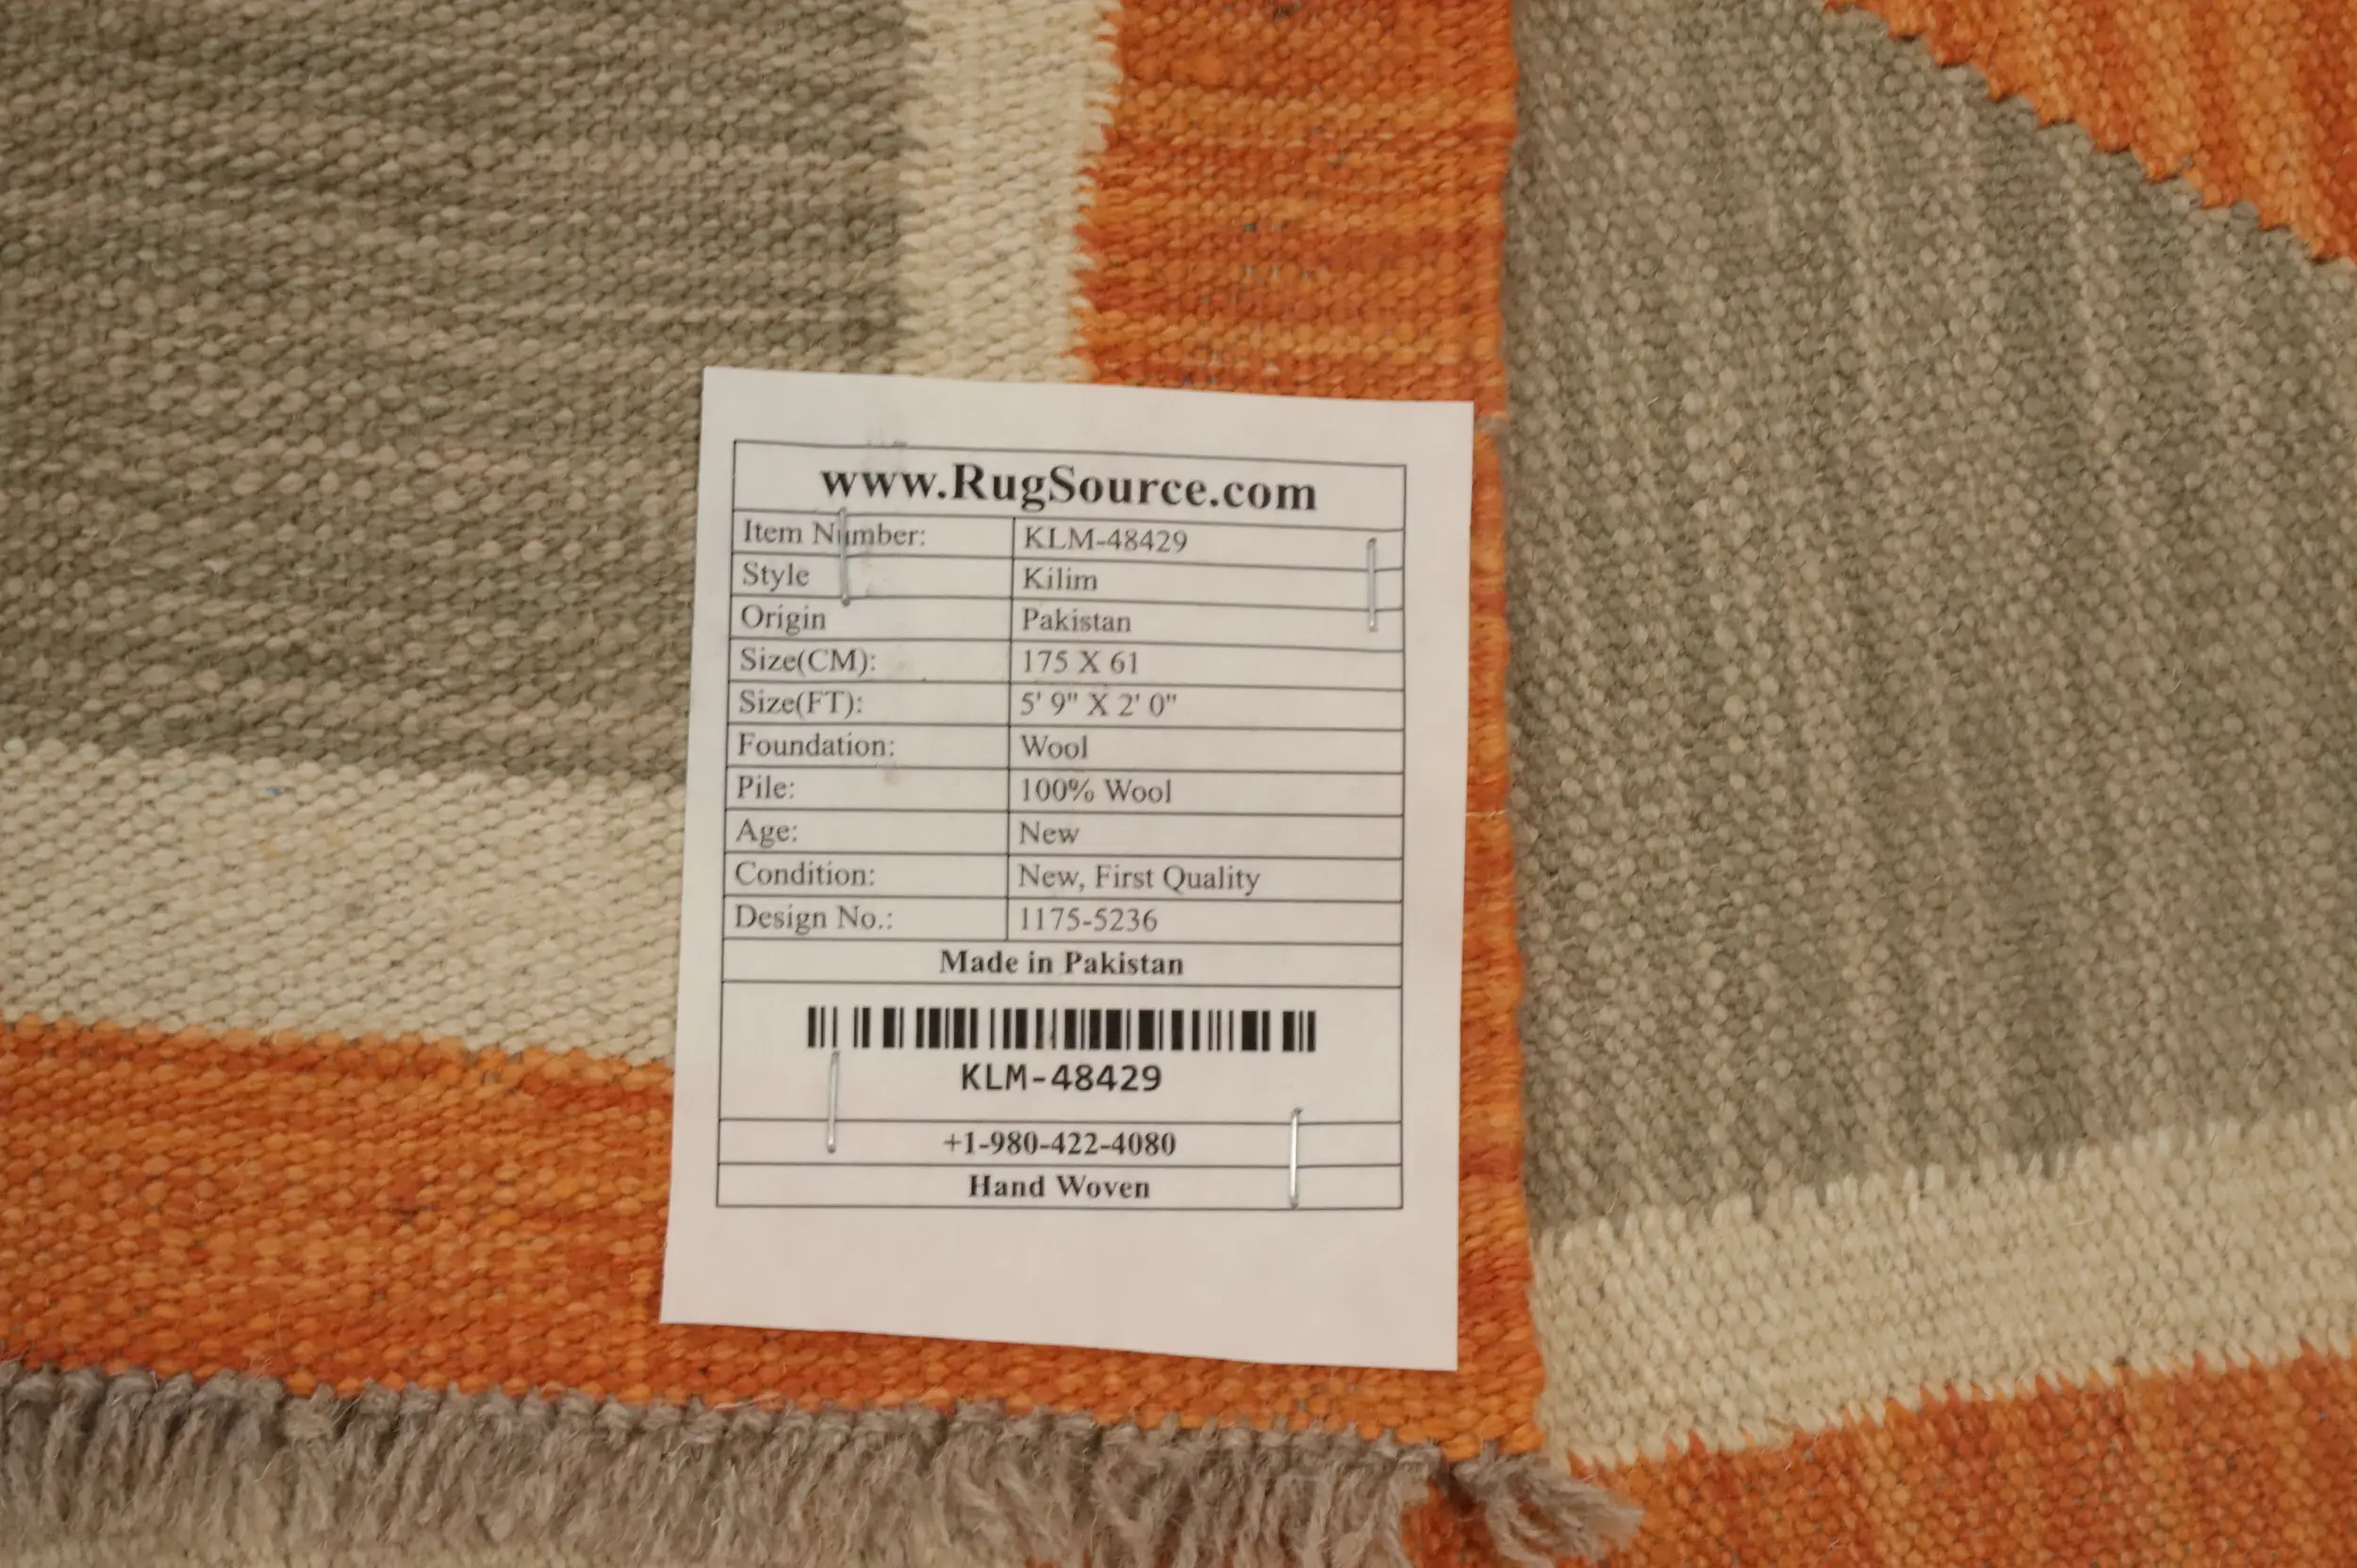 www.RugSource.com
Item Number: KLM-48429
Style Kilim
Origin Pakistan
Size(CM): 175 X 61
Size(FT): 5' 9" X 2' 0"
Foundation: Wool
Pile: 100% Wool
Age: New
Condition: New, First Quality
Design No.: 1175-5236
Made in Pakistan
KLM-48429
+1-980-422-4080
Hand Woven